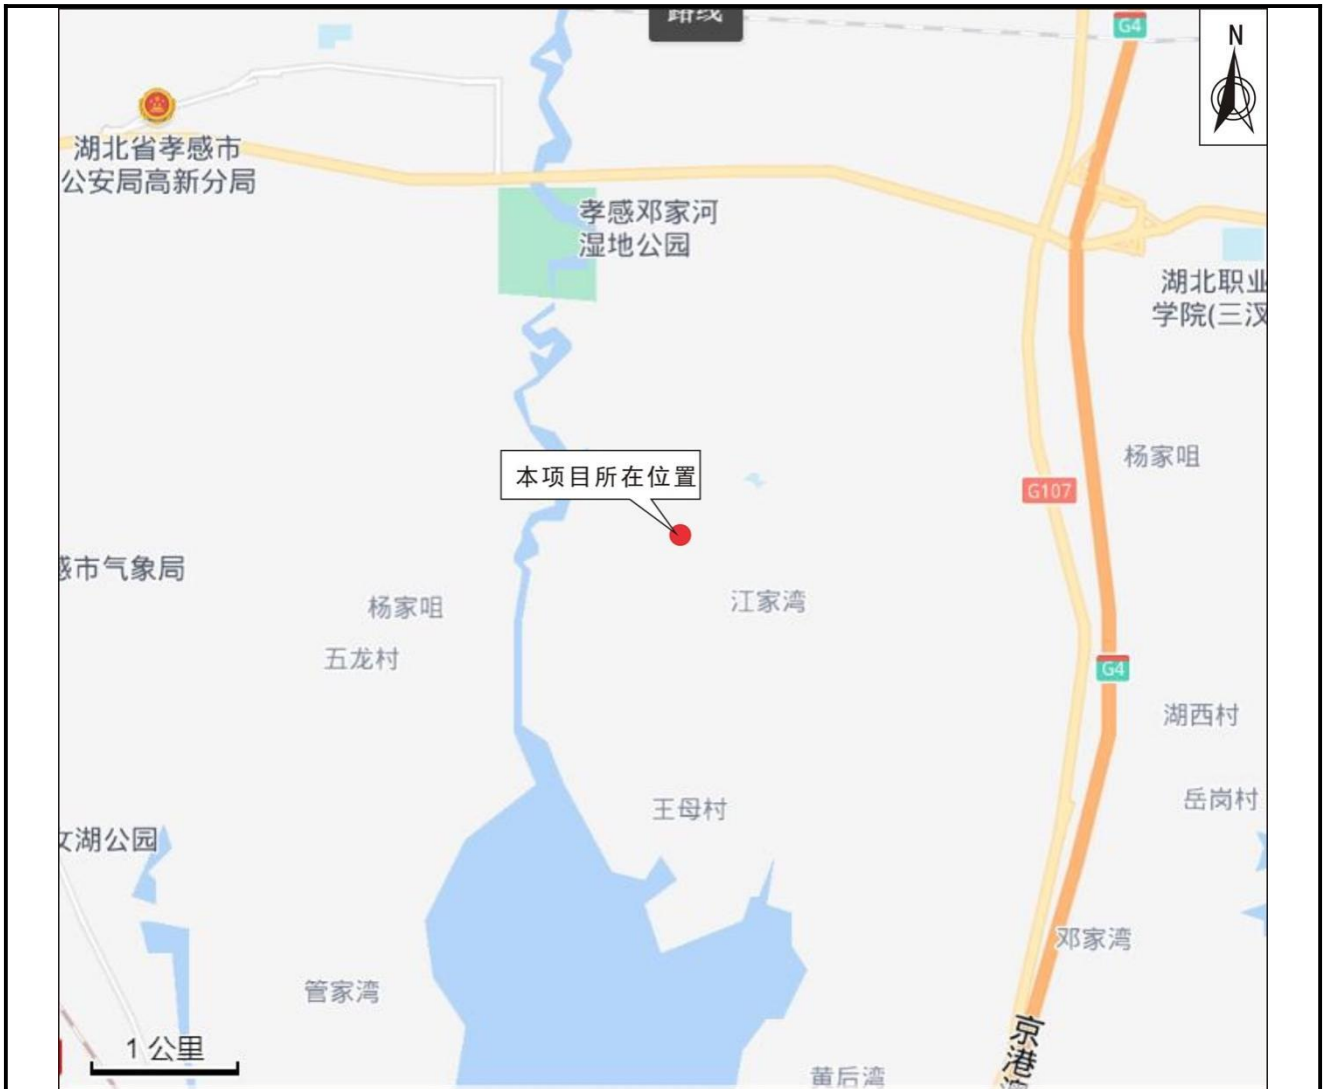 路线
G4
N
湖北省孝感市
公安局高新分局
孝感邓家河
湿地公园
湖北职业
学院(三汊
杨家咀
本项目所在位置
G107
感市气象局
杨家咀
江家湾
五龙村
G4
湖西村
岳岗村
王母村
湖公园
邓家湾
管家湾
京港
1 公里
黄后湾